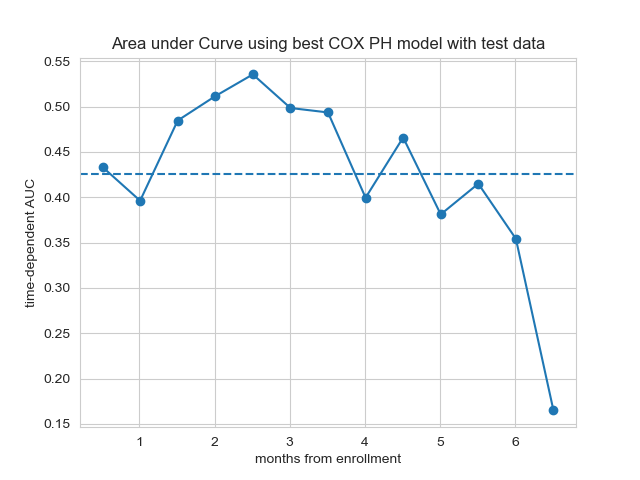 Area under Curve using best COX PH model with test data
time-dependent AUC
0.55
0.50
0.45
0.40
0.35
0.30
0.25
0.20
0.15
1 2 3 4 5 6
months from enrollment